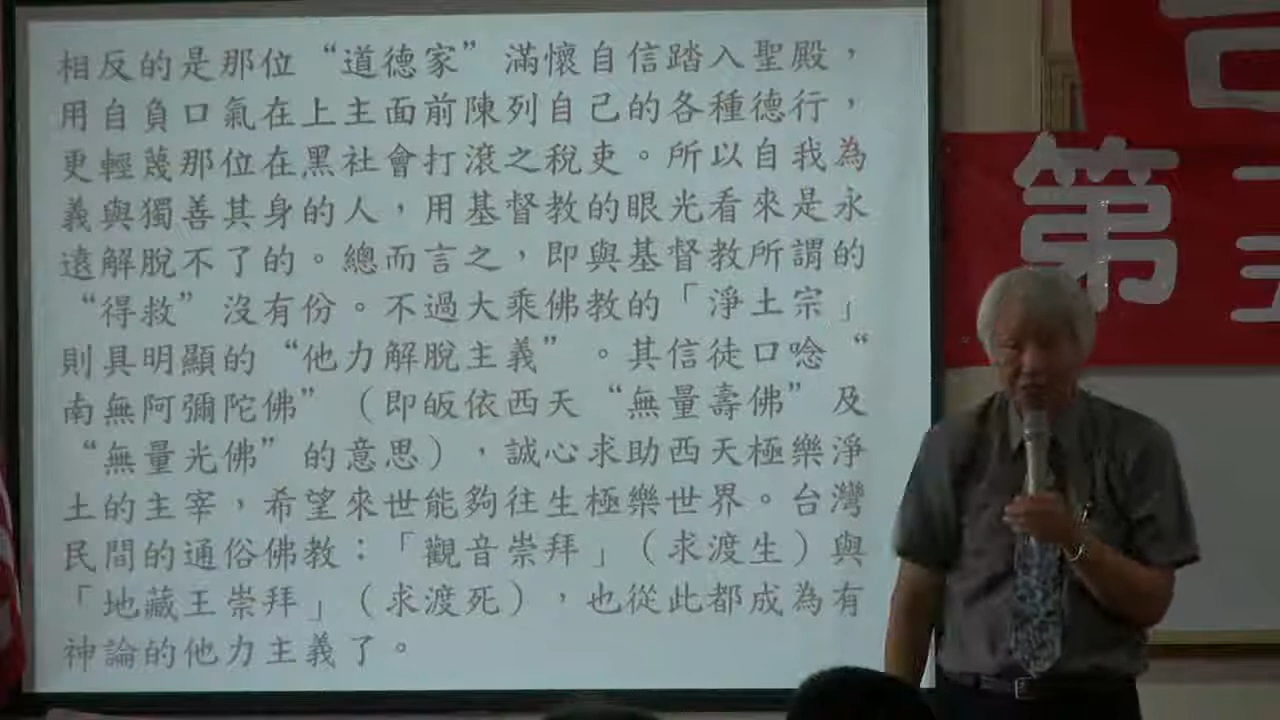 相反的是那位“道德家”滿懷自信踏入聖殿，
用自負口氣在上主面前陳列自己的各種德行，
更輕蔑那位在黑社會打滾之稅吏。所以自我為
義與獨善其身的人，用基督教的眼光看來是永
遠解脫不了的。總而言之，即與基督教所謂的
“得救”沒有份。不過大乘佛教的「淨土宗」
則具明顯的“他力解脫主義”。其信徒口唸“
南無阿彌陀佛”（即皈依西天“無量壽佛”及
“無量光佛”的意思），誠心求助西天極樂淨
土的主宰，希望來世能夠往生極樂世界。台灣
民間的通俗佛教：「觀音崇拜」（求渡生）與
「地藏王崇拜」（求渡死），也從此都成為有
神論的他力主義了。
第